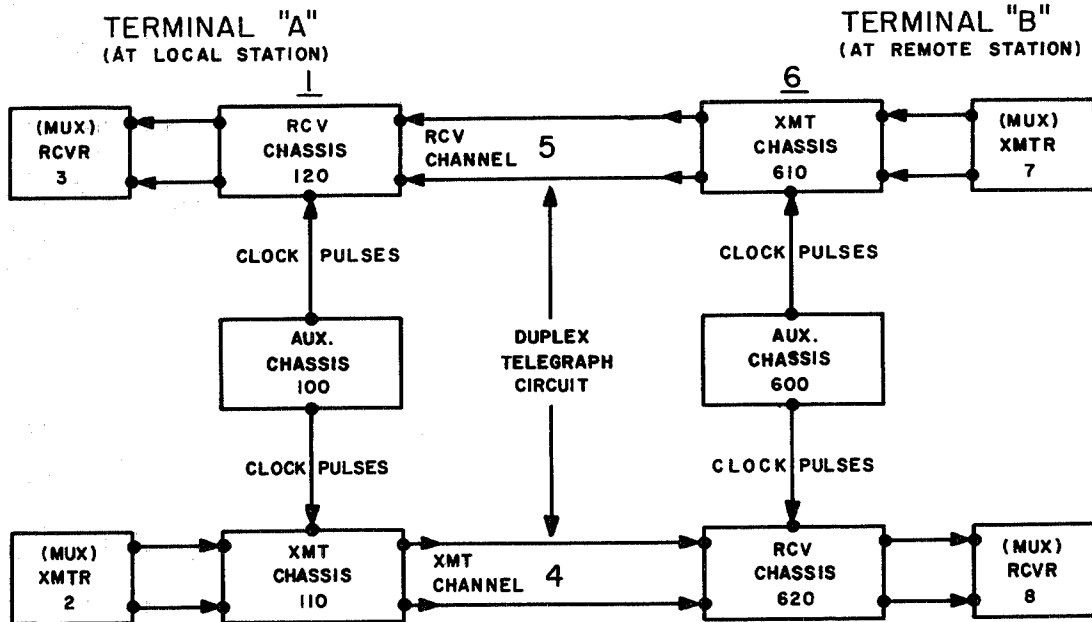 TERMINAL "A"
(AT LOCAL STATION)
TERMINAL "B"
(AT REMOTE STATION)
1
6
(MUX)
RCVR
3
RCV
CHASSIS
120
RCV
CHANNEL 5
XMT
CHASSIS
610
(MUX)
XMTR
7
CLOCK PULSES
CLOCK PULSES
AUX.
CHASSIS
100
DUPLEX
TELEGRAPH
CIRCUIT
AUX.
CHASSIS
600
CLOCK PULSES
CLOCK PULSES
(MUX)
XMTR
2
XMT
CHASSIS
110
XMT
CHANNEL 4
RCV
CHASSIS
620
(MUX)
RCVR
8